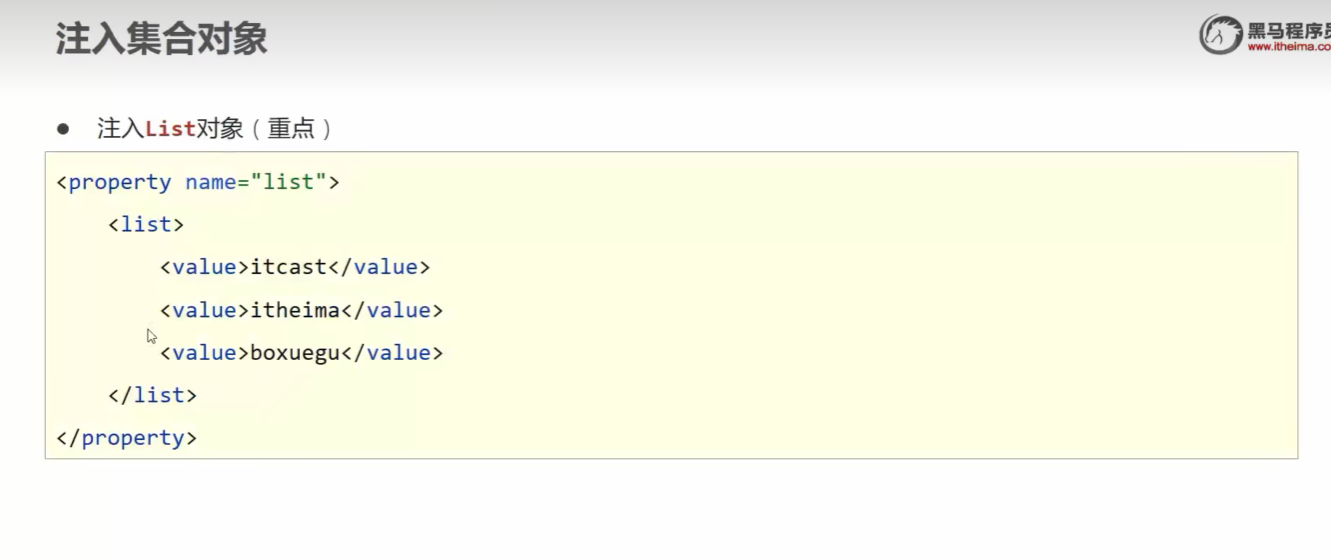 注入集合对象
黑马程序员
www.itheima.co
● 注入List对象（重点）
<property name="list">
    <list>
        <value>itcast</value>
        <value>itheima</value>
        <value>boxuegu</value>
    </list>
</property>